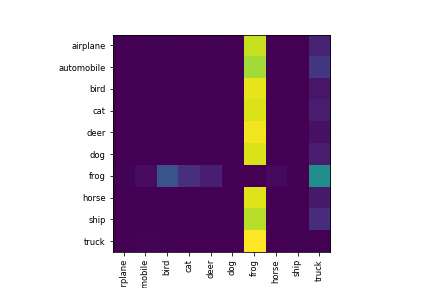 airplane
automobile
bird
cat
deer
dog
frog
horse
ship
truck
rplane
mobile
bird
cat
deer
dog
frog
horse
ship
truck